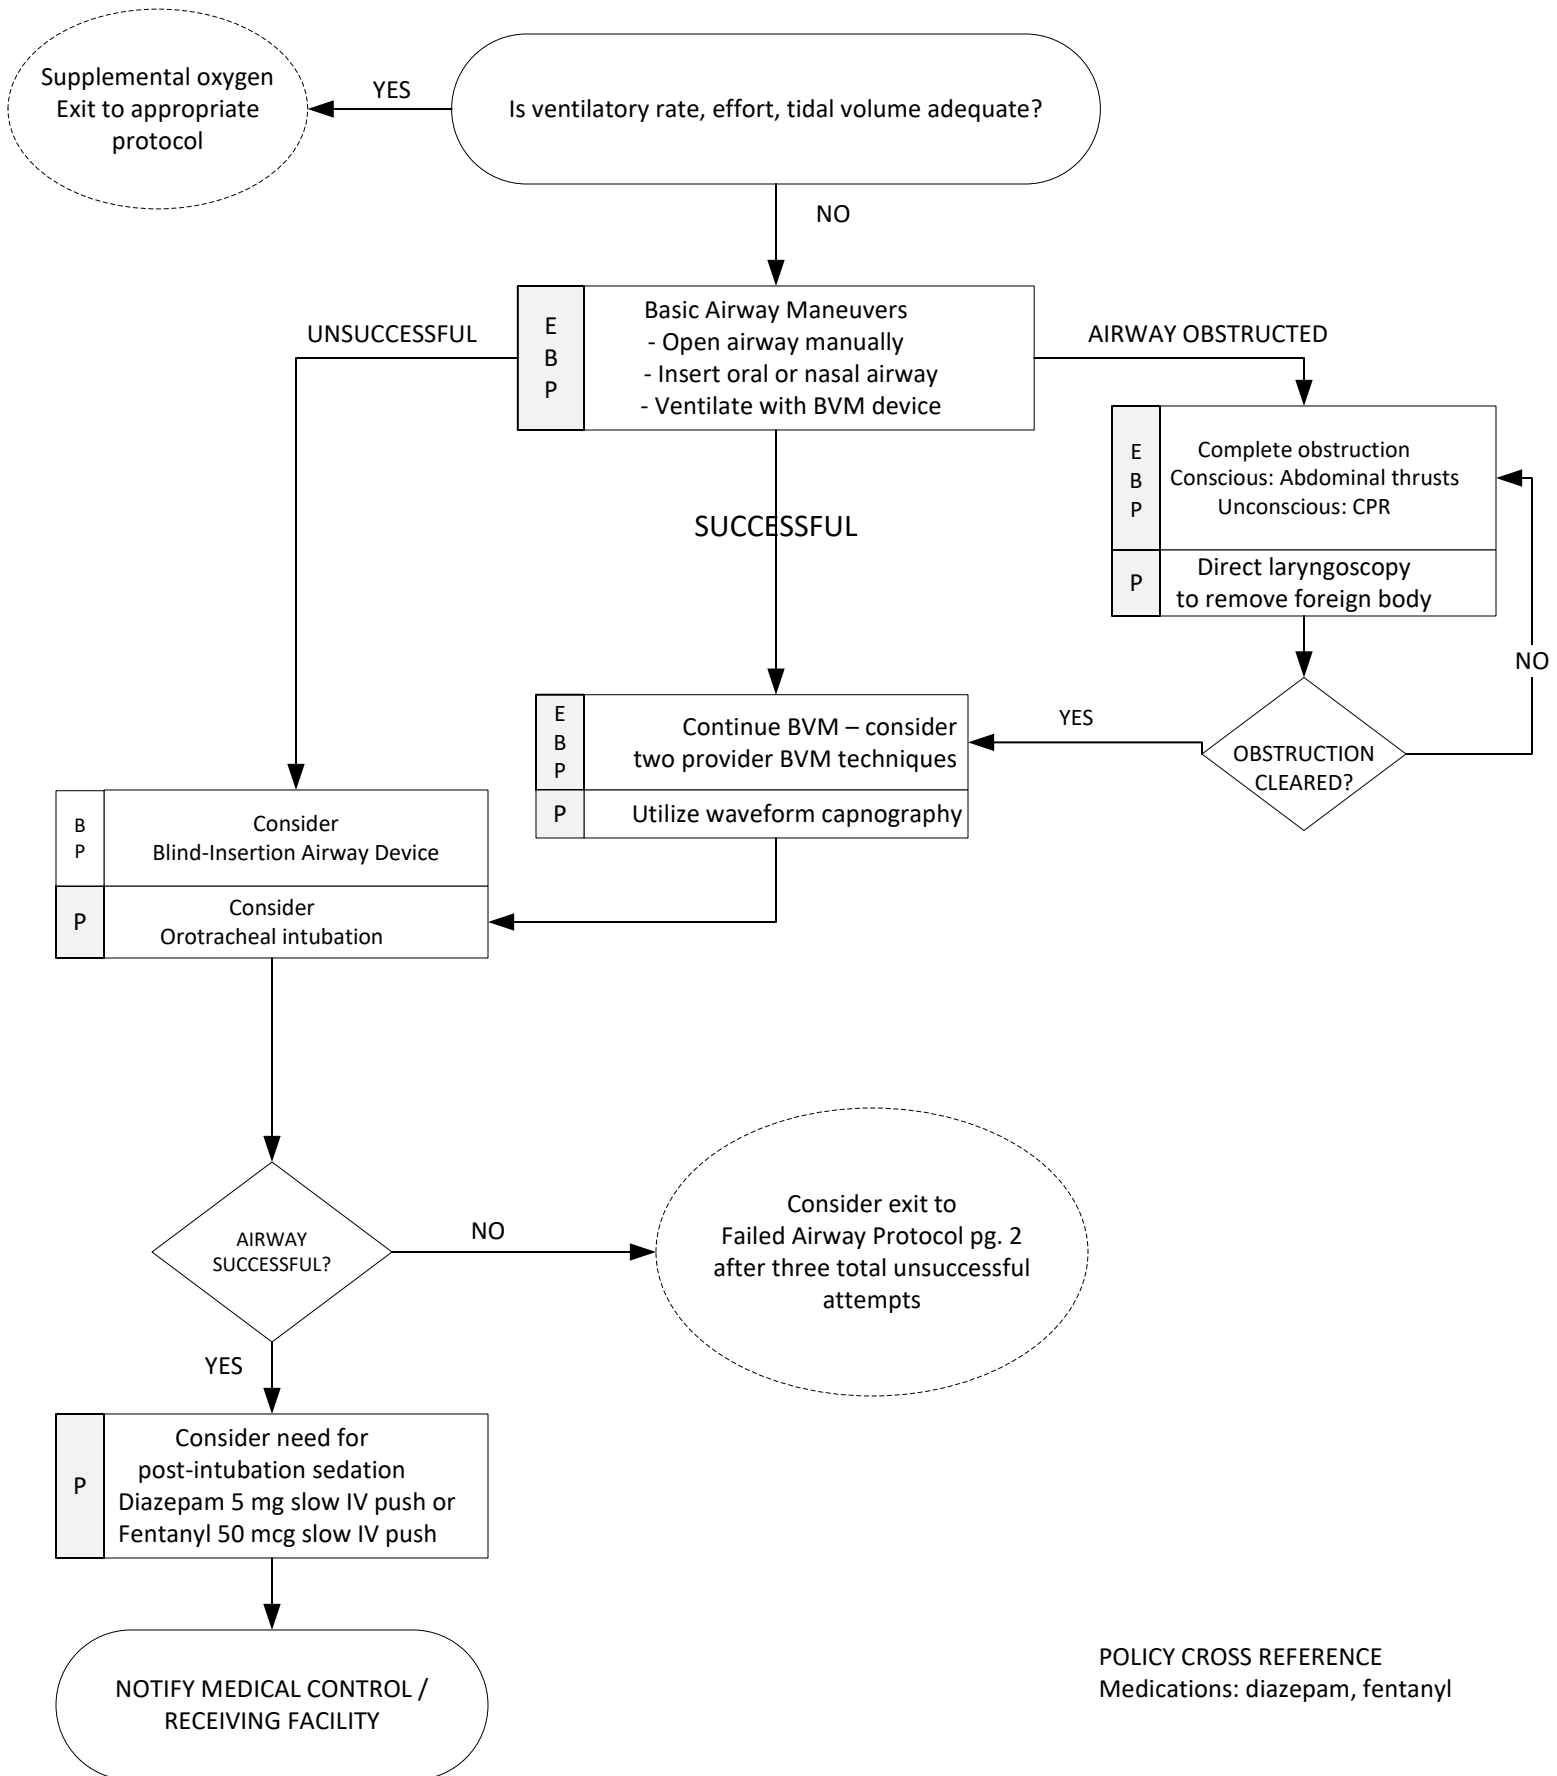 Supplemental oxygen
Exit to appropriate
protocol
YES
Is ventilatory rate, effort, tidal volume adequate?
NO
UNSUCCESSFUL
E
B
P
Basic Airway Maneuvers
- Open airway manually
- Insert oral or nasal airway
- Ventilate with BVM device
AIRWAY OBSTRUCTED
E
B
P
Complete obstruction
Conscious: Abdominal thrusts
Unconscious: CPR
P
Direct laryngoscopy
to remove foreign body
SUCCESSFUL
NO
E
B
P
Continue BVM – consider
two provider BVM techniques
P
Utilize waveform capnography
YES
OBSTRUCTION
CLEARED?
B
P
Consider
Blind-Insertion Airway Device
P
Consider
Orotracheal intubation
AIRWAY
SUCCESSFUL?
NO
Consider exit to
Failed Airway Protocol pg. 2
after three total unsuccessful
attempts
YES
P
Consider need for
post-intubation sedation
Diazepam 5 mg slow IV push or
Fentanyl 50 mcg slow IV push
NOTIFY MEDICAL CONTROL /
RECEIVING FACILITY
POLICY CROSS REFERENCE
Medications: diazepam, fentanyl